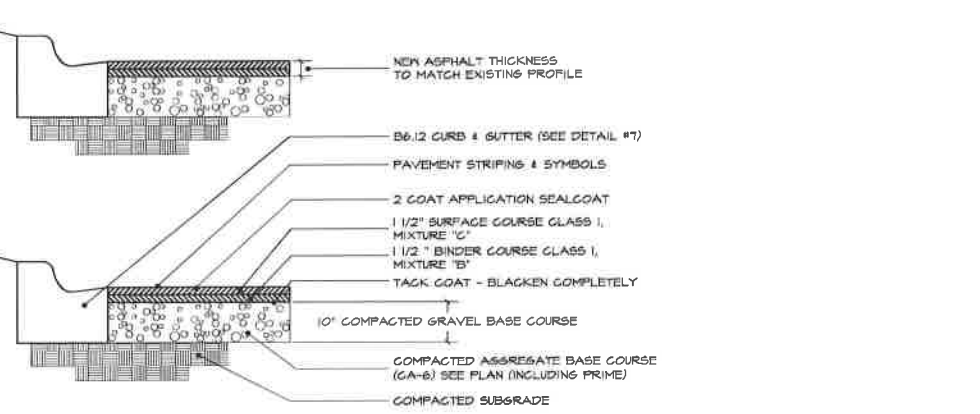 NEW ASPHALT THICKNESS
TO MATCH EXISTING PROFILE
B6.12 CURB & GUTTER (SEE DETAIL #7)
PAVEMENT STRIPING & SYMBOLS
2 COAT APPLICATION SEALCOAT
1 1/2" SURFACE COURSE CLASS I,
MIXTURE "C"
1 1/2 " BINDER COURSE CLASS I,
MIXTURE "B"
TACK COAT - BLACKEN COMPLETELY
10" COMPACTED GRAVEL BASE COURSE
COMPACTED AGGREGATE BASE COURSE
(CA-6) SEE PLAN (INCLUDING PRIME)
COMPACTED SUBGRADE